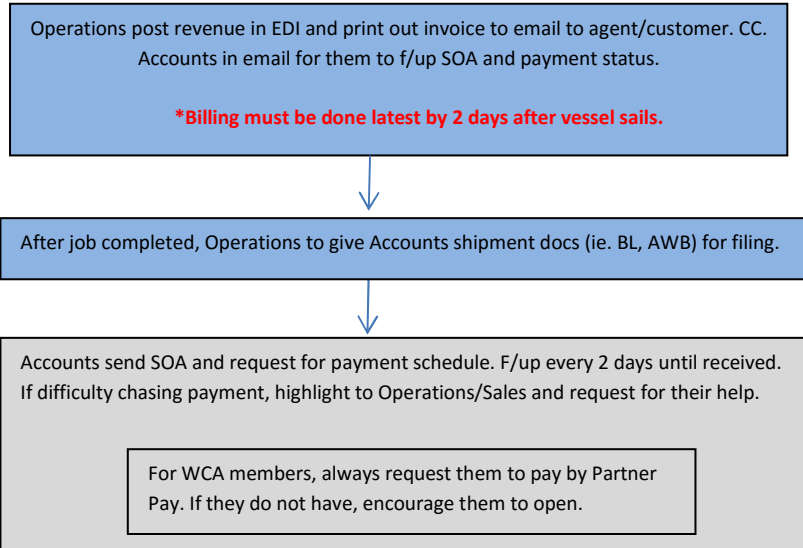 Operations post revenue in EDI and print out invoice to email to agent/customer. CC.
Accounts in email for them to f/up SOA and payment status.
*Billing must be done latest by 2 days after vessel sails.
After job completed, Operations to give Accounts shipment docs (ie. BL, AWB) for filing.
Accounts send SOA and request for payment schedule. F/up every 2 days until received.
If difficulty chasing payment, highlight to Operations/Sales and request for their help.
For WCA members, always request them to pay by Partner
Pay. If they do not have, encourage them to open.